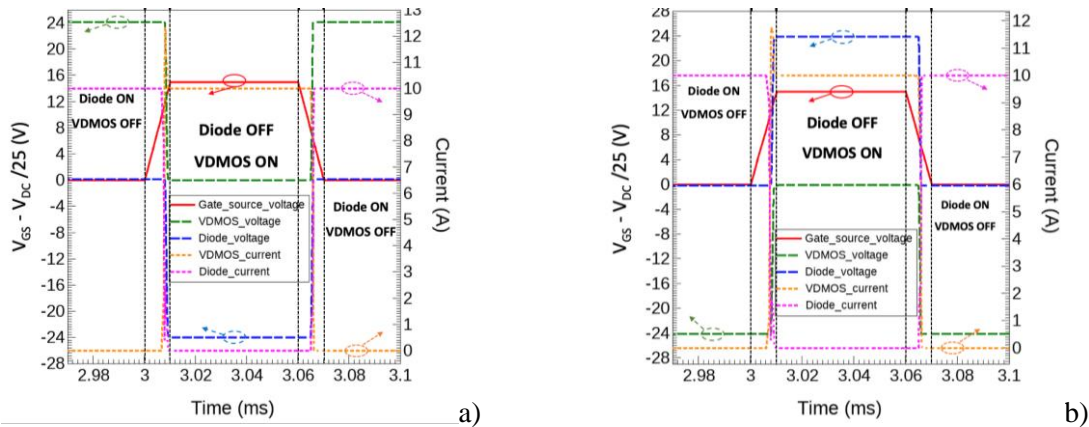 24
20
16
12
8
4
0
-4
-8
-12
-16
-20
-24
-28
V_GS - V_DC /25 (V)
13
12
11
10
9
8
7
6
5
4
3
2
1
0
Current (A)
Diode ON
VDMOS OFF
Diode OFF
VDMOS ON
Diode ON
VDMOS OFF
Gate_source_voltage
VDMOS_voltage
Diode_voltage
VDMOS_current
Diode_current
2.98 3 3.02 3.04 3.06 3.08 3.1
Time (ms)
a)
28
24
20
16
12
8
4
0
-4
-8
-12
-16
-20
-24
-28
V_GS - V_DC /25 (V)
12
11
10
9
8
7
6
5
4
3
2
1
0
Current (A)
Diode ON
VDMOS OFF
Diode OFF
VDMOS ON
Diode ON
VDMOS OFF
Gate_source_voltage
VDMOS_voltage
Diode_voltage
VDMOS_current
Diode_current
2.98 3 3.02 3.04 3.06 3.08 3.1
Time (ms)
b)